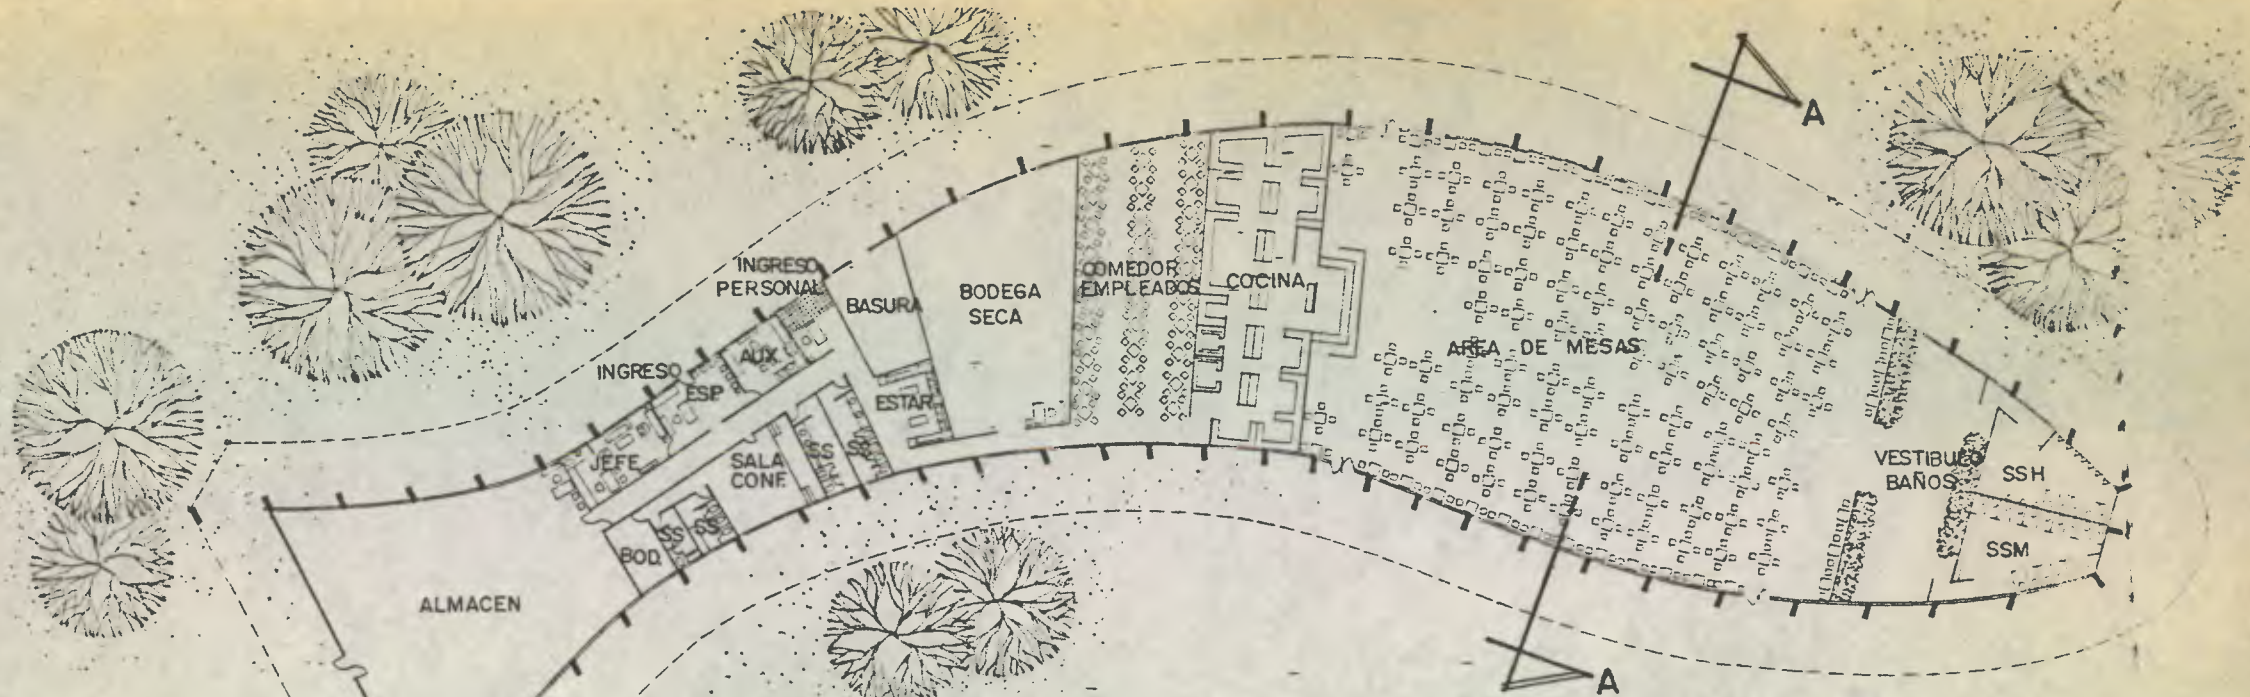 A
INGRESO
PERSONAL
BASURA
BODEGA
SECA
COMEDOR
EMPLEADOS
COCINA
AREA DE MESAS
INGRESO
ESP
AUX.
ESTAR
JEFE
SALA
CONF.
SS
SS
BOD.
SS
SS
ALMACEN
VESTIBULO
BAÑOS
SSH
SSM
A